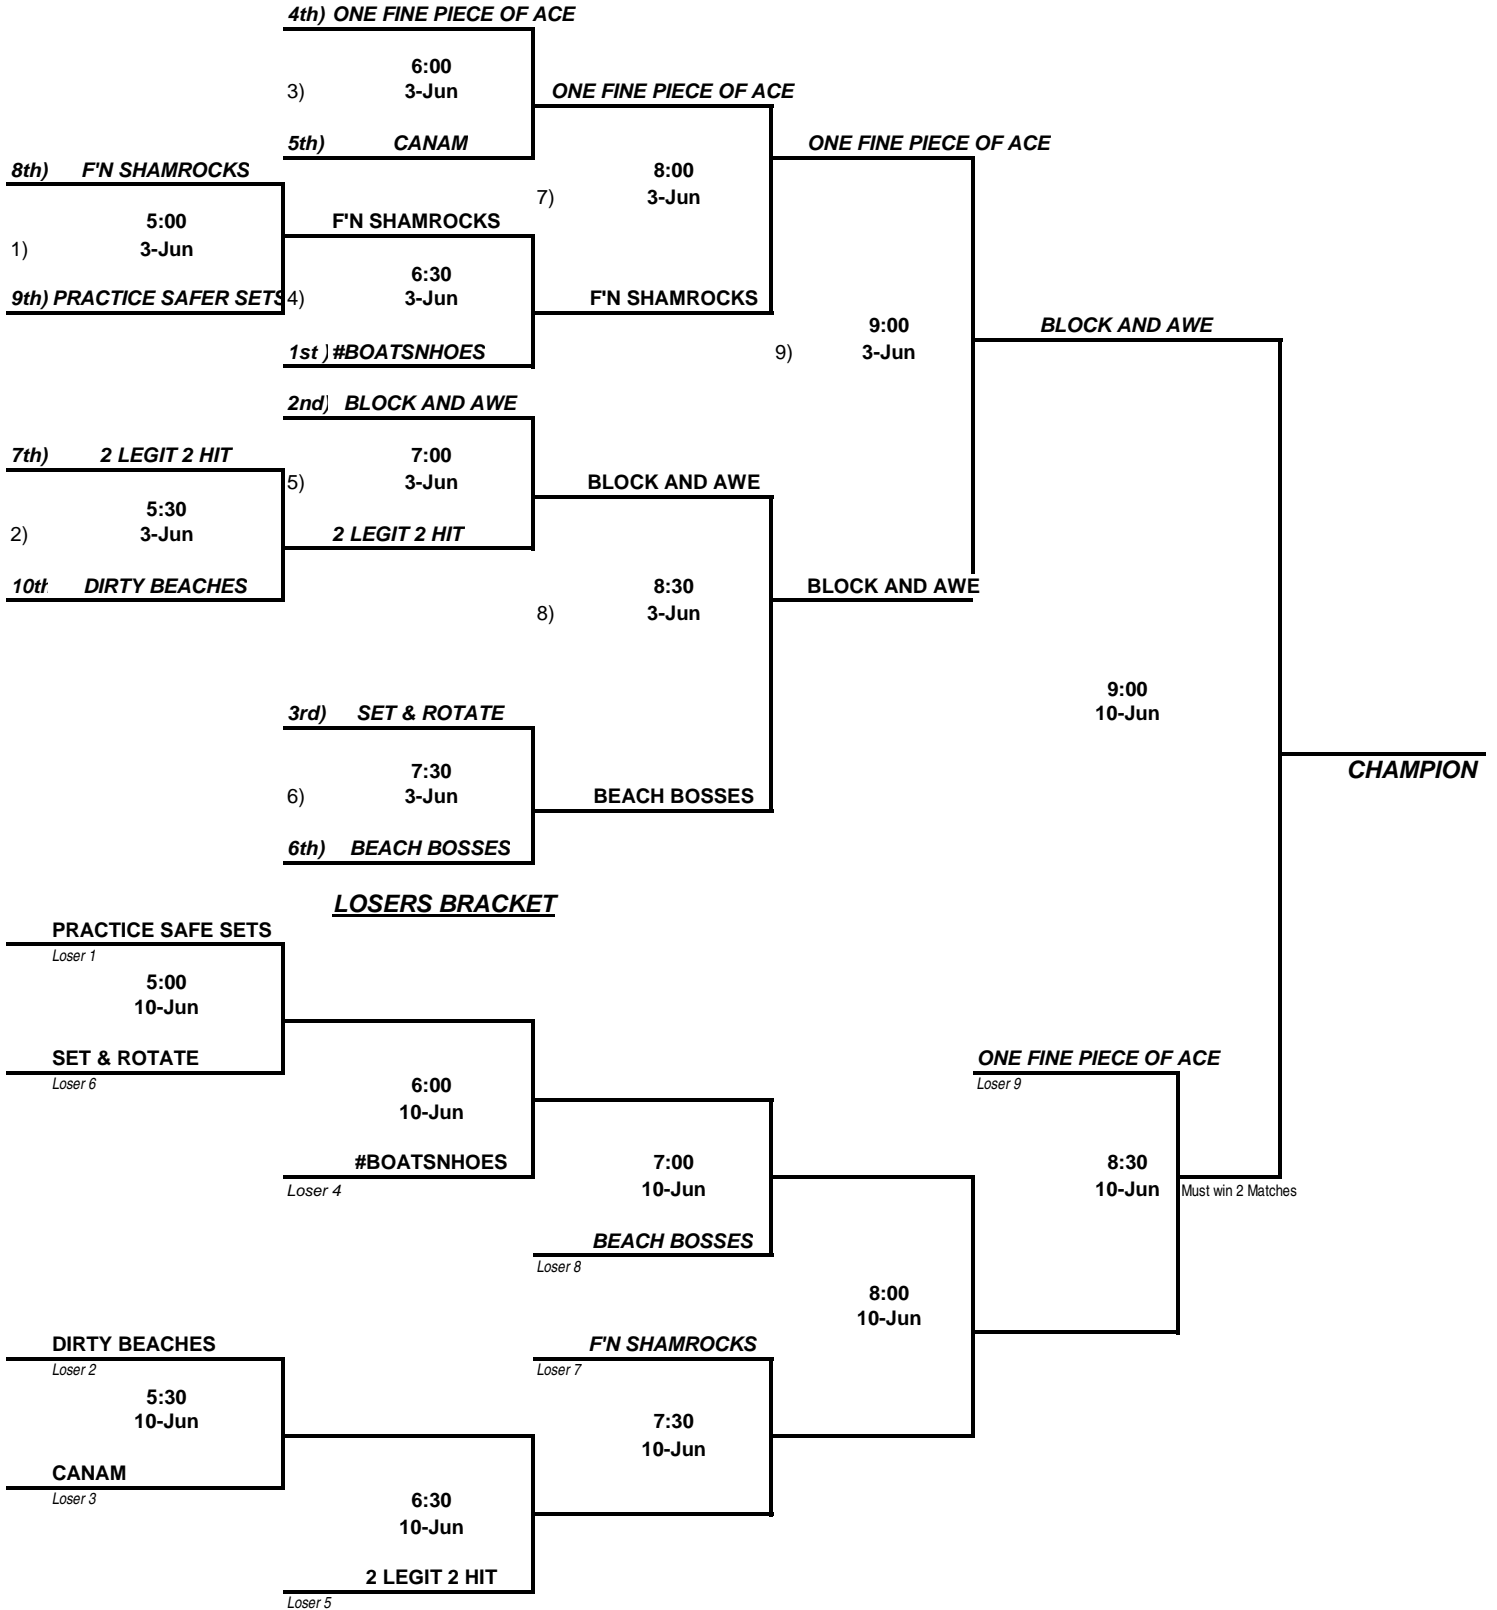 4th) ONE FINE PIECE OF ACE
6:00
3) 3-Jun
ONE FINE PIECE OF ACE
5th) CANAM
ONE FINE PIECE OF ACE
8th) F'N SHAMROCKS
8:00
7) 3-Jun
5:00
F'N SHAMROCKS
1) 3-Jun
6:30
9th) PRACTICE SAFER SETS
4) 3-Jun
F'N SHAMROCKS
9:00
BLOCK AND AWE
1st ) #BOATSNHOES
9) 3-Jun
2nd) BLOCK AND AWE
7th) 2 LEGIT 2 HIT
7:00
5) 3-Jun
BLOCK AND AWE
5:30
2) 3-Jun
2 LEGIT 2 HIT
10th DIRTY BEACHES
8:30
BLOCK AND AWE
8) 3-Jun
9:00
10-Jun
3rd) SET & ROTATE
7:30
CHAMPION
6) 3-Jun
BEACH BOSSES
6th) BEACH BOSSES
LOSERS BRACKET
PRACTICE SAFE SETS
Loser 1
5:00
10-Jun
SET & ROTATE
Loser 6
ONE FINE PIECE OF ACE
Loser 9
6:00
10-Jun
#BOATSNHOES
Loser 4
7:00
10-Jun
8:30
10-Jun
Must win 2 Matches
BEACH BOSSES
Loser 8
8:00
10-Jun
DIRTY BEACHES
Loser 2
F'N SHAMROCKS
Loser 7
5:30
10-Jun
7:30
10-Jun
CANAM
Loser 3
6:30
10-Jun
2 LEGIT 2 HIT
Loser 5